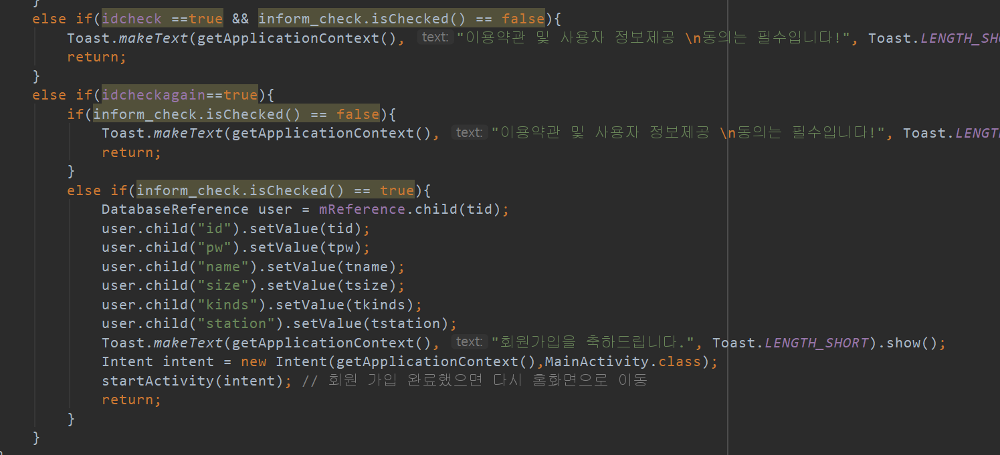 }
else if(idcheck ==true && inform_check.isChecked() == false){
Toast.makeText(getApplicationContext(), text: "이용약관 및 사용자 정보제공 \n동의는 필수입니다!", Toast.LENGTH_SHO
return;
}
else if(idcheckagain==true){
if(inform_check.isChecked() == false){
Toast.makeText(getApplicationContext(), text: "이용약관 및 사용자 정보제공 \n동의는 필수입니다!", Toast.LENGTH
return;
}
else if(inform_check.isChecked() == true){
DatabaseReference user = mReference.child(tid);
user.child("id").setValue(tid);
user.child("pw").setValue(tpw);
user.child("name").setValue(tname);
user.child("size").setValue(tsize);
user.child("kinds").setValue(tkinds);
user.child("station").setValue(tstation);
Toast.makeText(getApplicationContext(), text: "회원가입을 축하드립니다.", Toast.LENGTH_SHORT).show();
Intent intent = new Intent(getApplicationContext(),MainActivity.class);
startActivity(intent); // 회원 가입 완료했으면 다시 홈화면으로 이동
return;
}
}